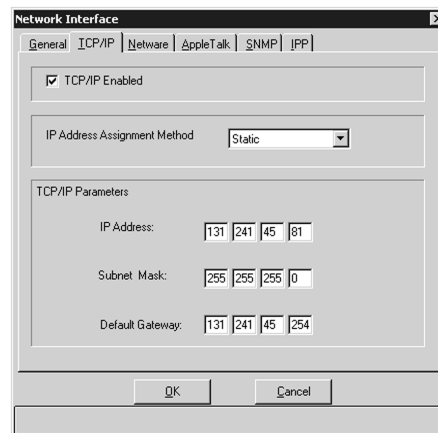 Network Interface
General TCP/IP Netware AppleTalk SNMP IPP
TCP/IP Enabled
IP Address Assignment Method Static
TCP/IP Parameters
IP Address: 131 241 45 81
Subnet Mask: 255 255 255 0
Default Gateway: 131 241 45 254
OK Cancel